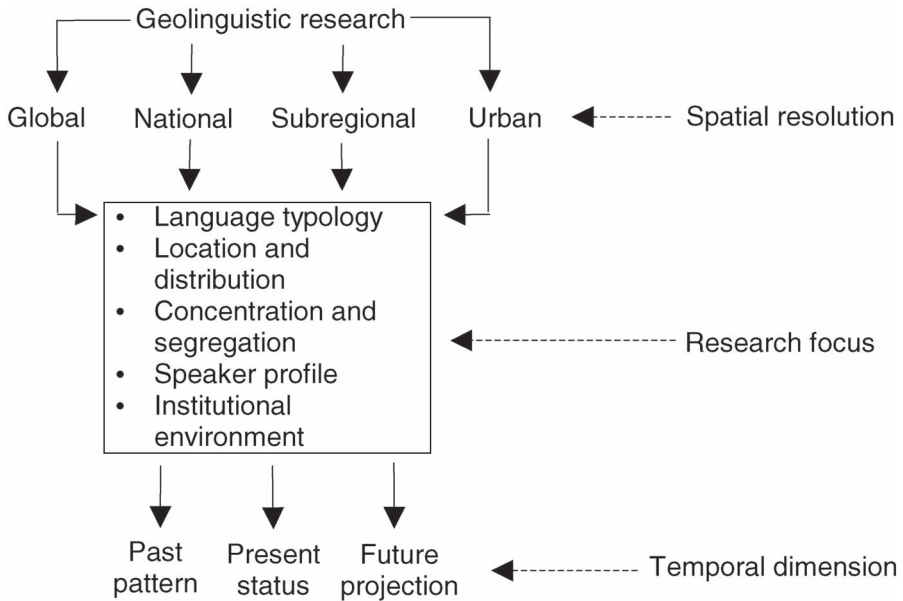 Geolinguistic research
Global National Subregional Urban Spatial resolution
• Language typology
• Location and
distribution
• Concentration and
segregation
Research focus
• Speaker profile
• Institutional
environment
Past Present Future
pattern status projection
Temporal dimension